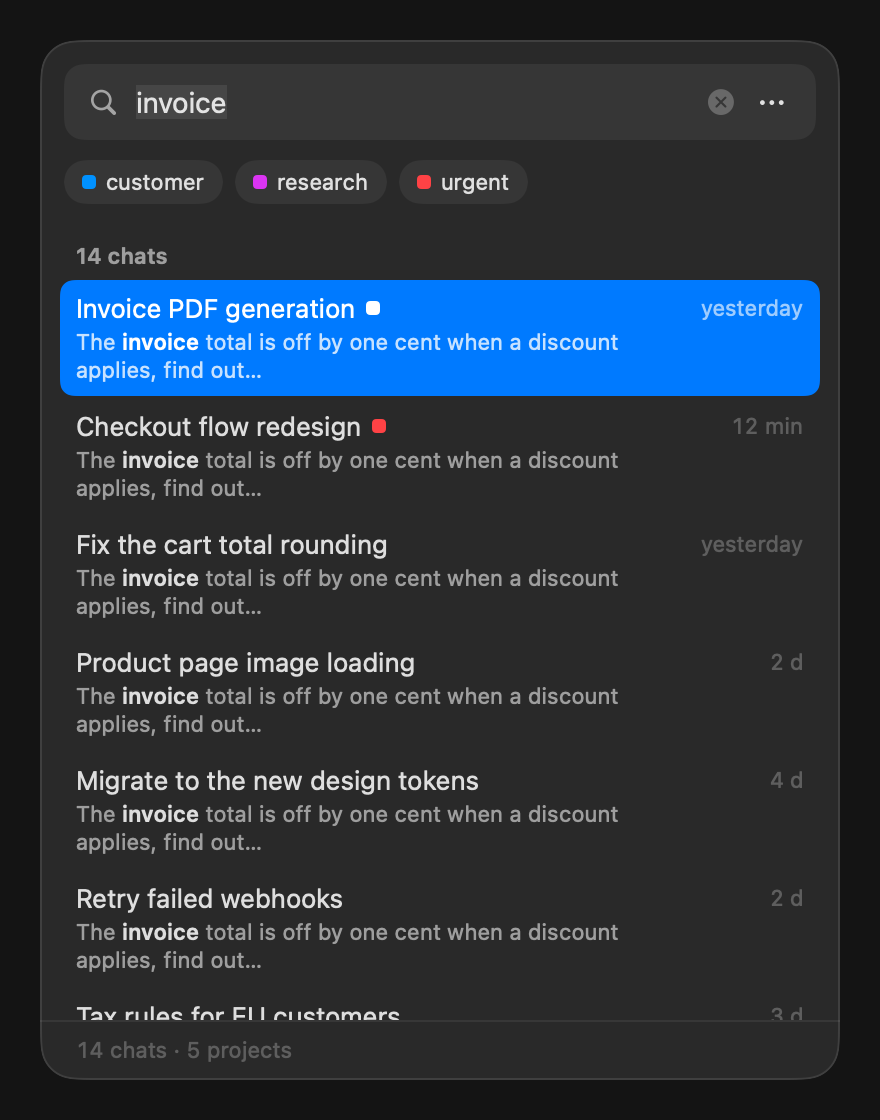 invoice
customer research urgent
14 chats
Invoice PDF generation yesterday
The invoice total is off by one cent when a discount
applies, find out...
Checkout flow redesign 12 min
The invoice total is off by one cent when a discount
applies, find out...
Fix the cart total rounding yesterday
The invoice total is off by one cent when a discount
applies, find out...
Product page image loading 2 d
The invoice total is off by one cent when a discount
applies, find out...
Migrate to the new design tokens 4 d
The invoice total is off by one cent when a discount
applies, find out...
Retry failed webhooks 2 d
The invoice total is off by one cent when a discount
applies, find out...
Tax rules for EU customers 3 d
14 chats · 5 projects